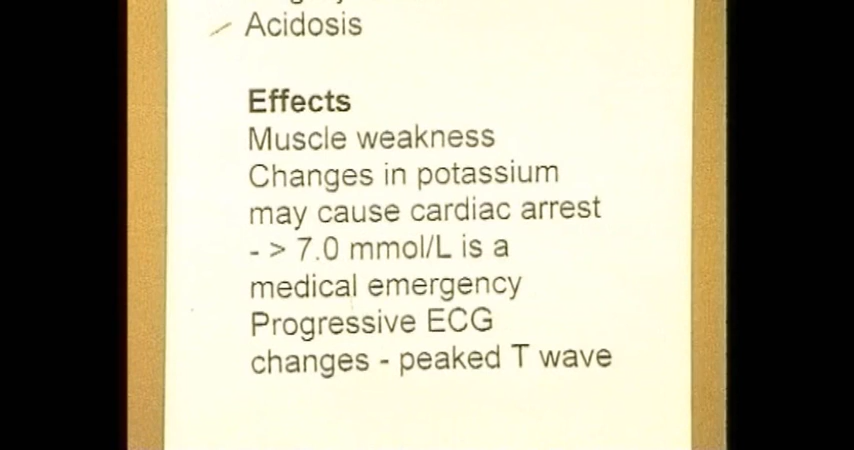 Acidosis
Effects
Muscle weakness
Changes in potassium
may cause cardiac arrest
- > 7.0 mmol/L is a
medical emergency
Progressive ECG
changes - peaked T wave